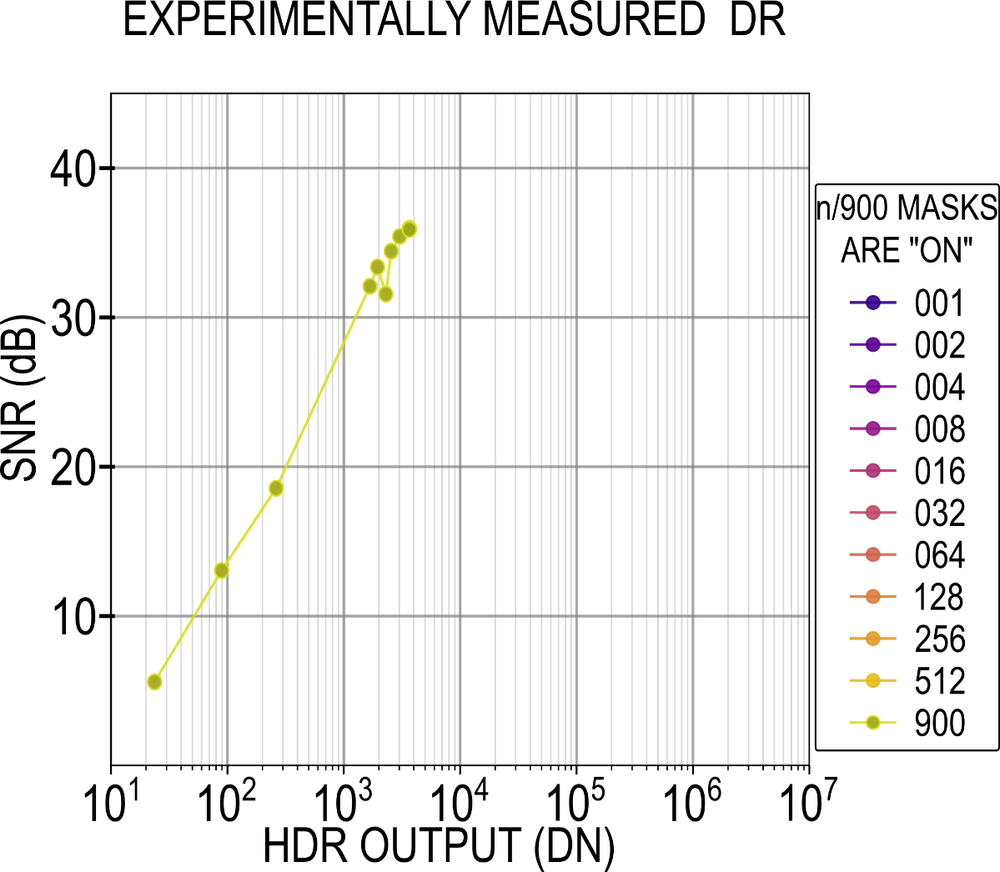 EXPERIMENTALLY MEASURED DR
40
30
20
10
SNR (dB)
10^1 10^2 10^3 10^4 10^5 10^6 10^7
HDR OUTPUT (DN)
n/900 MASKS
ARE "ON"
001
002
004
008
016
032
064
128
256
512
900